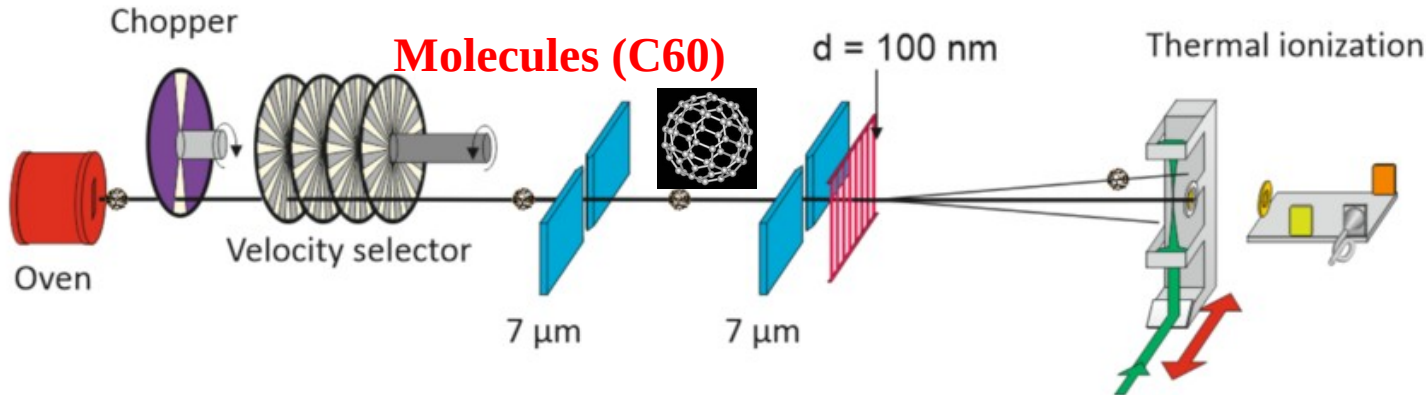 Chopper
Molecules (C60)
d = 100 nm
Thermal ionization
Velocity selector
Oven
7 µm
7 µm